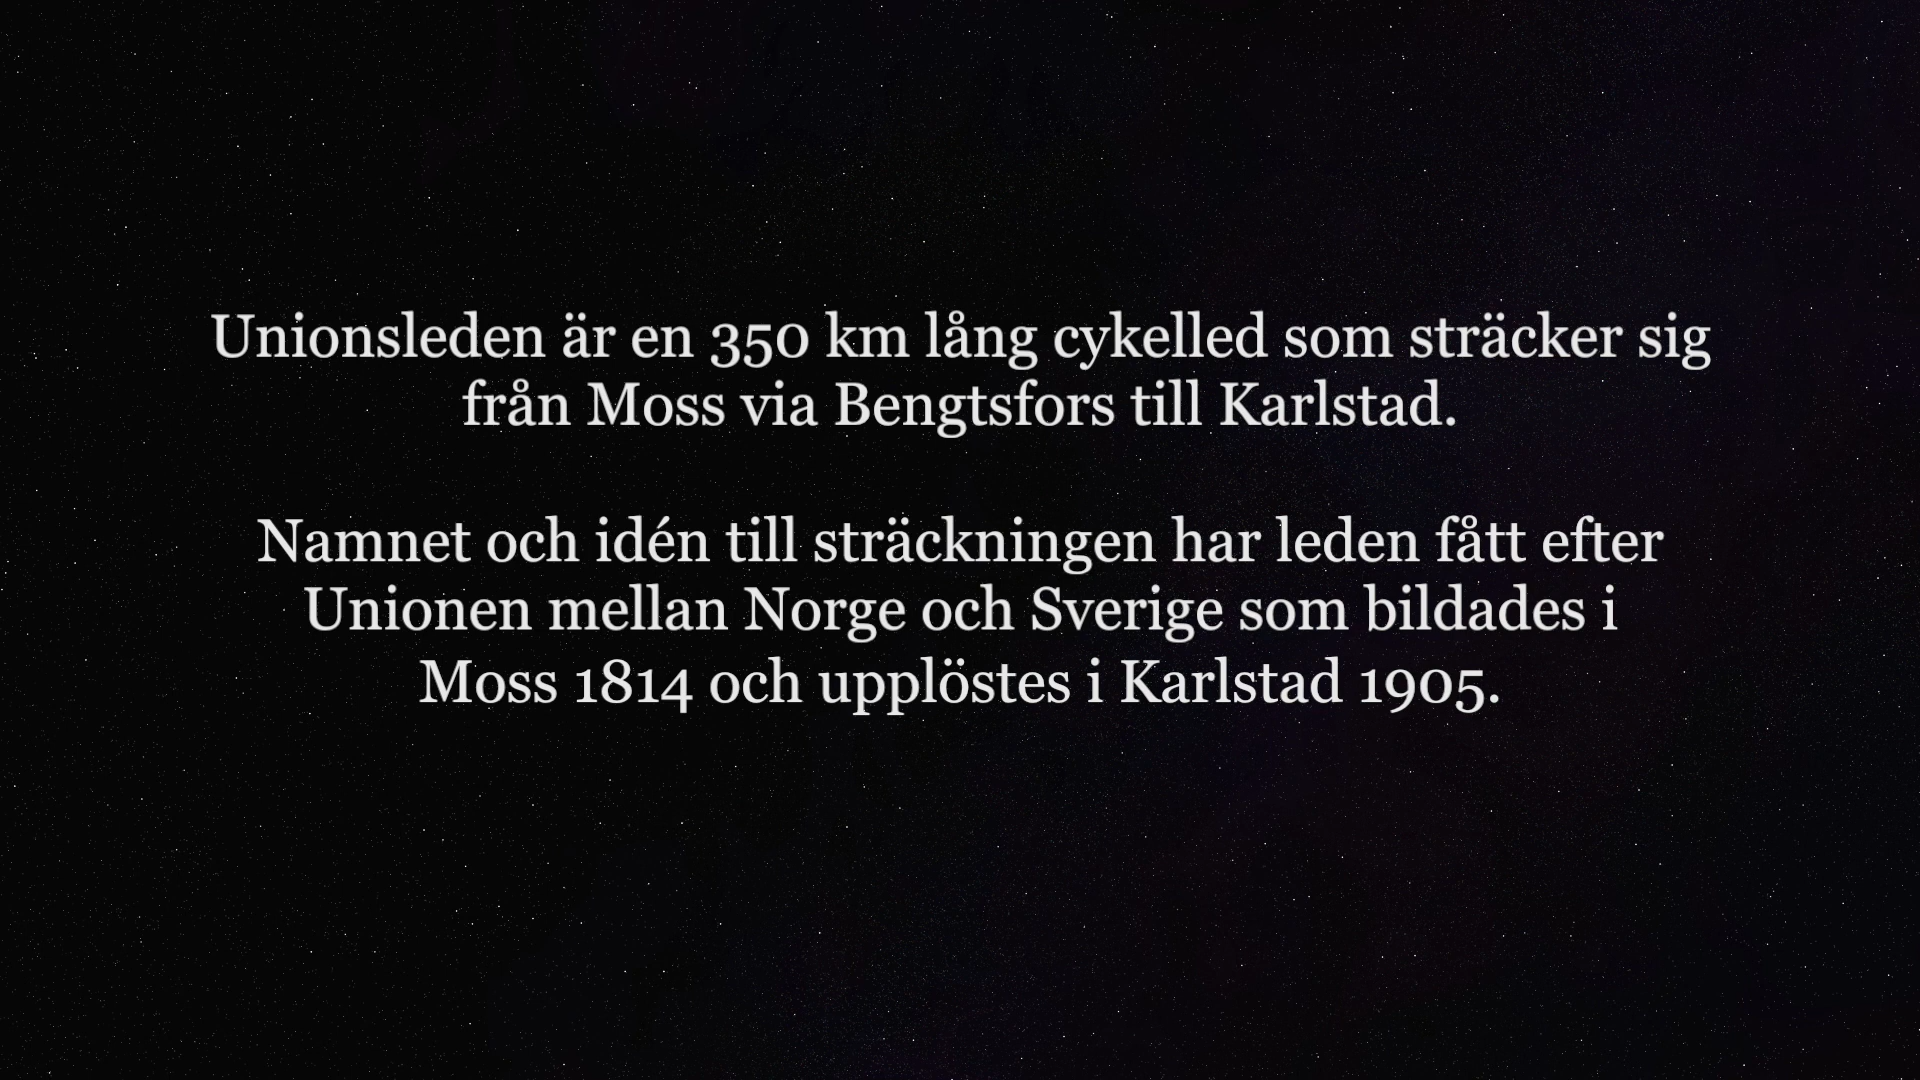 Unionsleden är en 350 km lång cykelled som sträcker sig
från Moss via Bengtsfors till Karlstad.
Namnet och idén till sträckningen har leden fått efter
Unionen mellan Norge och Sverige som bildades i
Moss 1814 och upplöstes i Karlstad 1905.